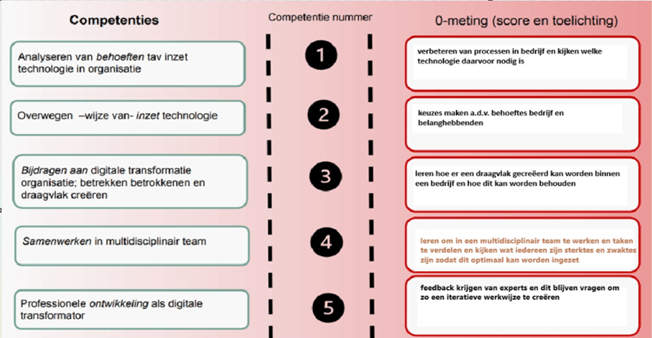 Competenties
Competentie nummer
0-meting (score en toelichting)
Analyseren van behoeften tav inzet
technologie in organisatie
1
verbeteren van processen in bedrijf en kijken welke
technologie daarvoor nodig is
Overwegen –wijze van- inzet technologie
2
keuzes maken a.d.v. behoeftes bedrijf en
belanghebbenden
Bijdragen aan digitale transformatie
organisatie; betrekken betrokkenen en
draagvlak creëren
3
leren hoe er een draagvlak gecreëerd kan worden binnen
een bedrijf en hoe dit kan worden behouden
Samenwerken in multidisciplinair team
4
leren om in een multidisciplinair team te werken en taken
te verdelen en kijken wat iedereen zijn sterktes en zwaktes
zijn zodat dit optimaal kan worden ingezet
Professionele ontwikkeling als digitale
transformator
5
feedback krijgen van experts en dit blijven vragen om
zo een iteratieve werkwijze te creëren